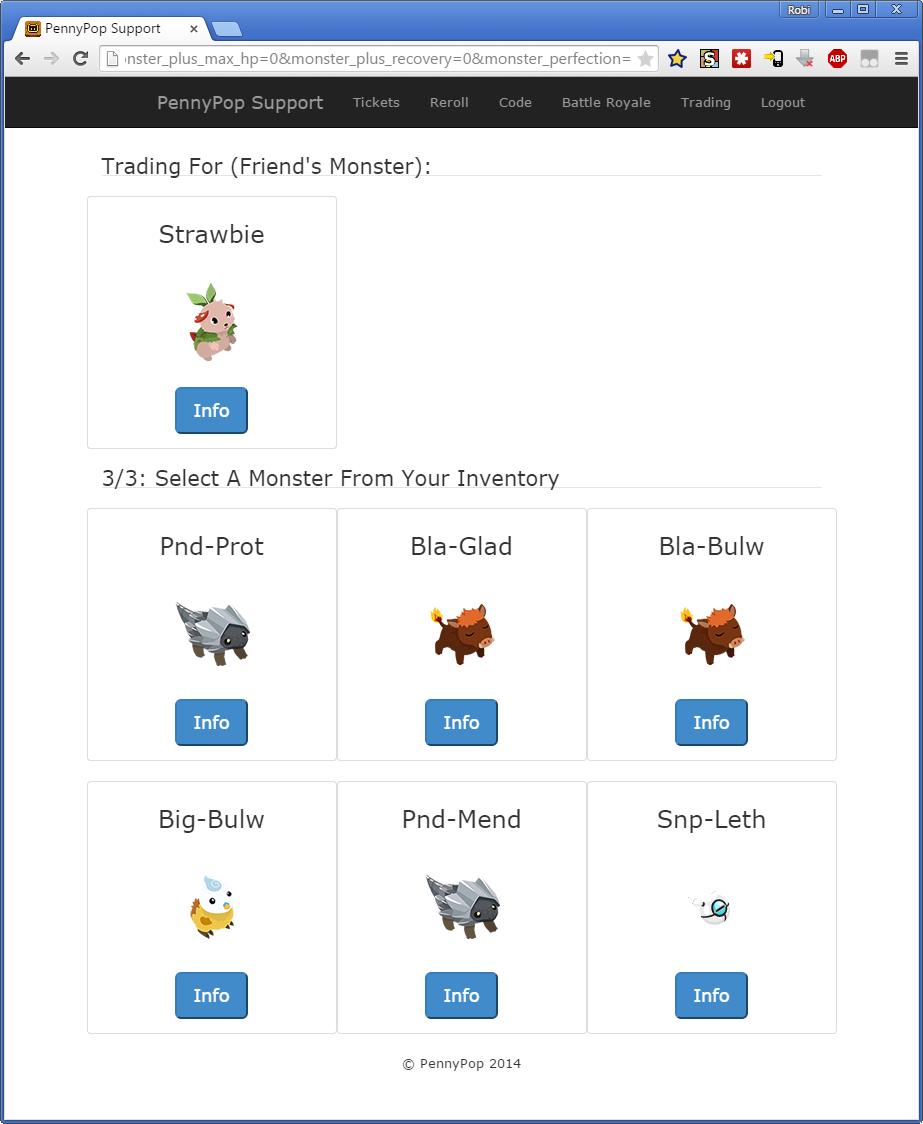 Robi
PennyPop Support
nster_plus_max_hp=0&monster_plus_recovery=0&monster_perfection=
ABP
PennyPop Support Tickets Reroll Code Battle Royale Trading Logout
Trading For (Friend's Monster):
Strawbie
Info
3/3: Select A Monster From Your Inventory
Pnd-Prot Bla-Glad Bla-Bulw
Info Info Info
Big-Bulw Pnd-Mend Snp-Leth
Info Info Info
© PennyPop 2014